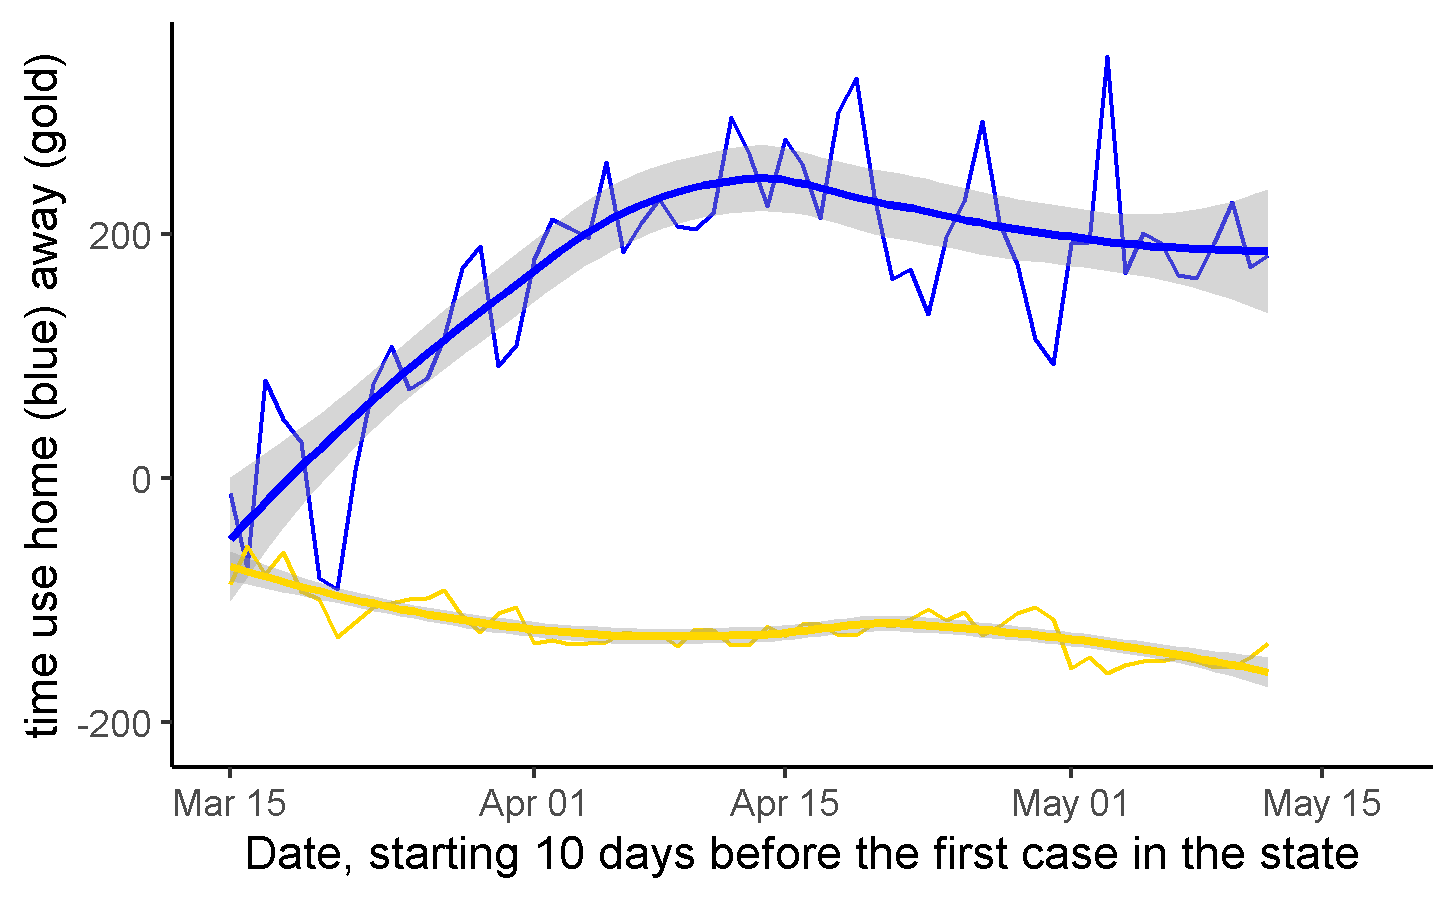 time use home (blue) away (gold)
200
0
-200
Mar 15 Apr 01 Apr 15 May 01 May 15
Date, starting 10 days before the first case in the state